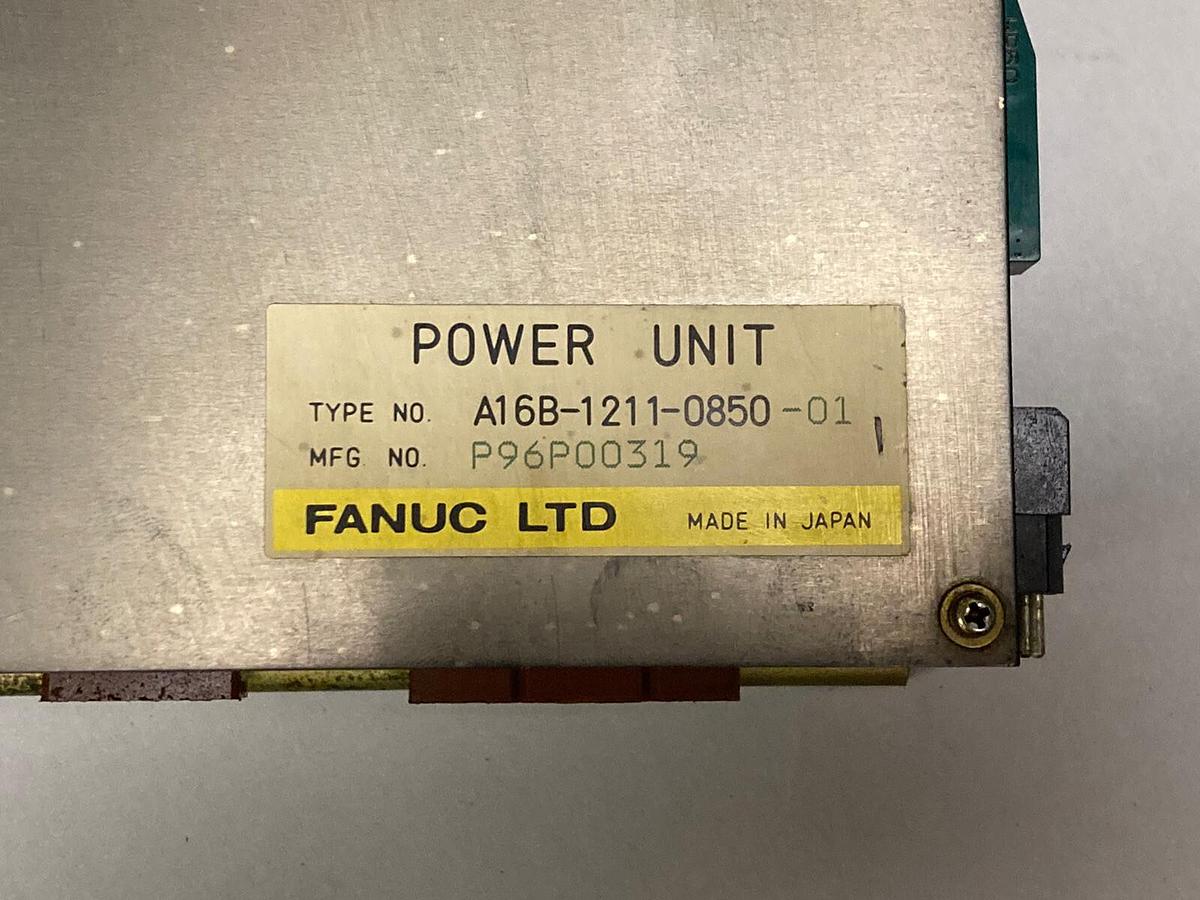 POWER UNIT
TYPE NO. A16B-1211-0850-01
MFG. NO. P96P00319
FANUC LTD MADE IN JAPAN